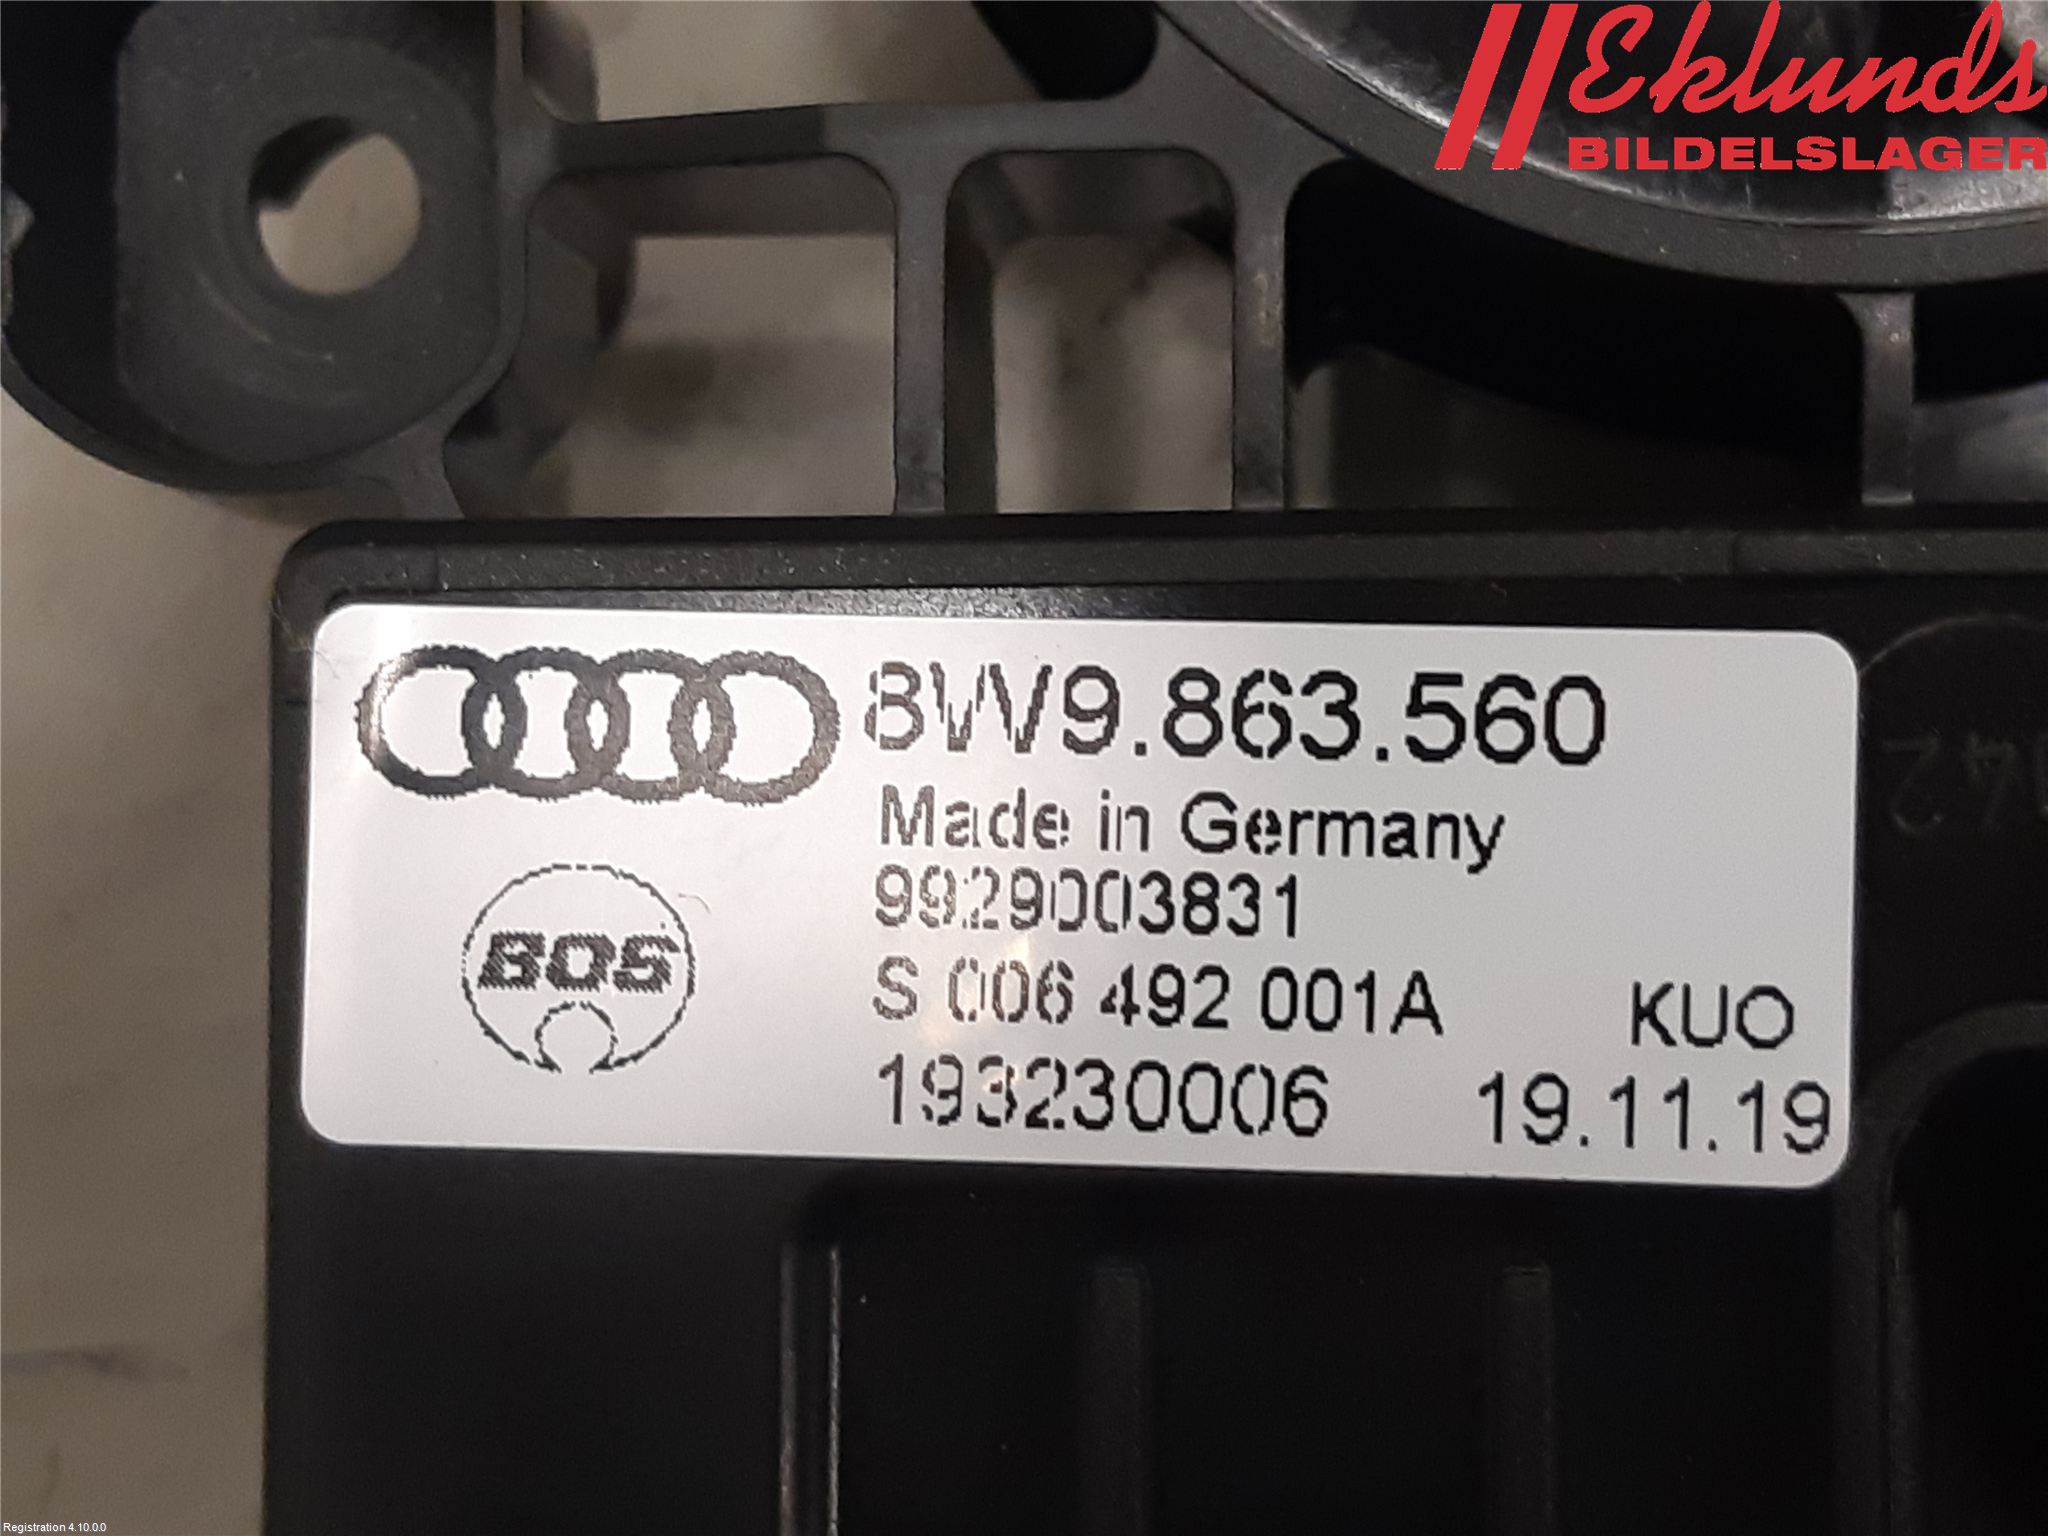 Eklunds
BILDELSLAGER
8W9.863.560
Made in Germany
9929003831
BOS
S 006 492 001A KUO
193230006 19.11.19
Registration 4.10.0.0